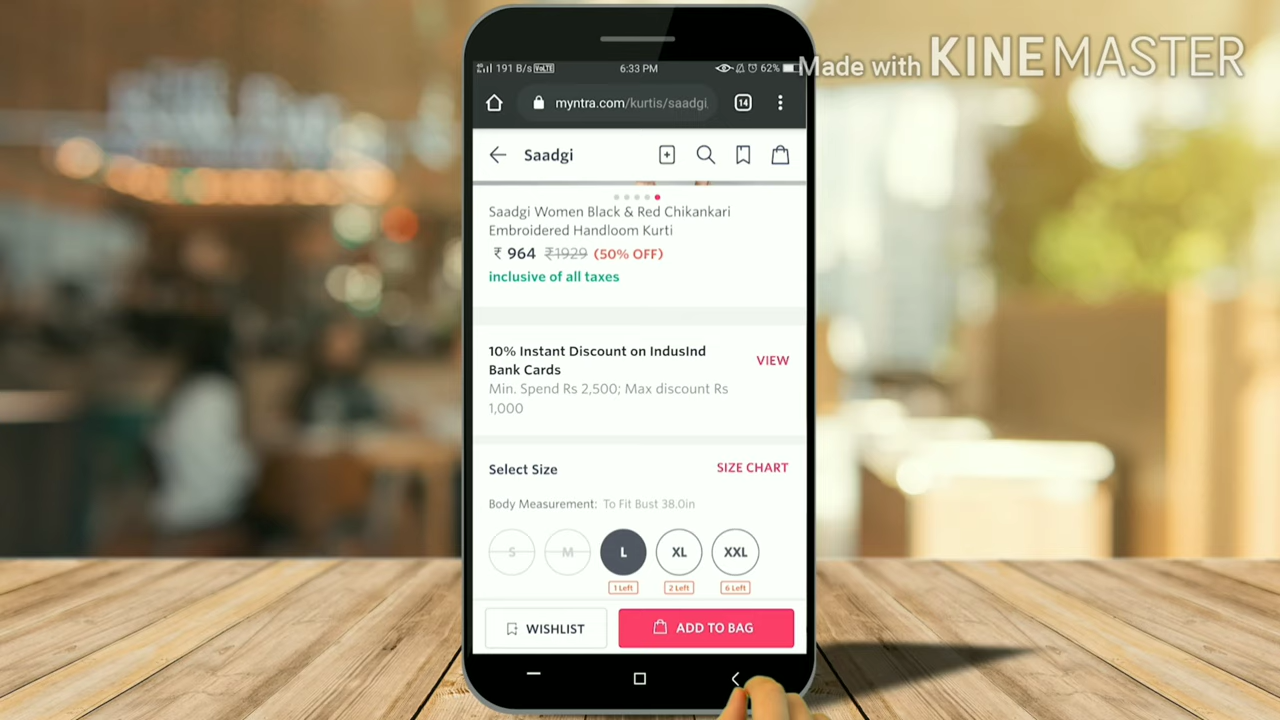 Made with KINEMASTER
191 B/s VoLTE 6:33 PM 62%
myntra.com/kurtis/saadgi. 14
Saadgi
Saadgi Women Black & Red Chikankari
Embroidered Handloom Kurti
₹ 964 ₹1929 (50% OFF)
inclusive of all taxes
10% Instant Discount on IndusInd
Bank Cards
VIEW
Min. Spend Rs 2,500; Max discount Rs
1,000
Select Size SIZE CHART
Body Measurement: To Fit Bust 38.0in
S M L XL XXL
1 Left 2 Left 6 Left
WISHLIST ADD TO BAG